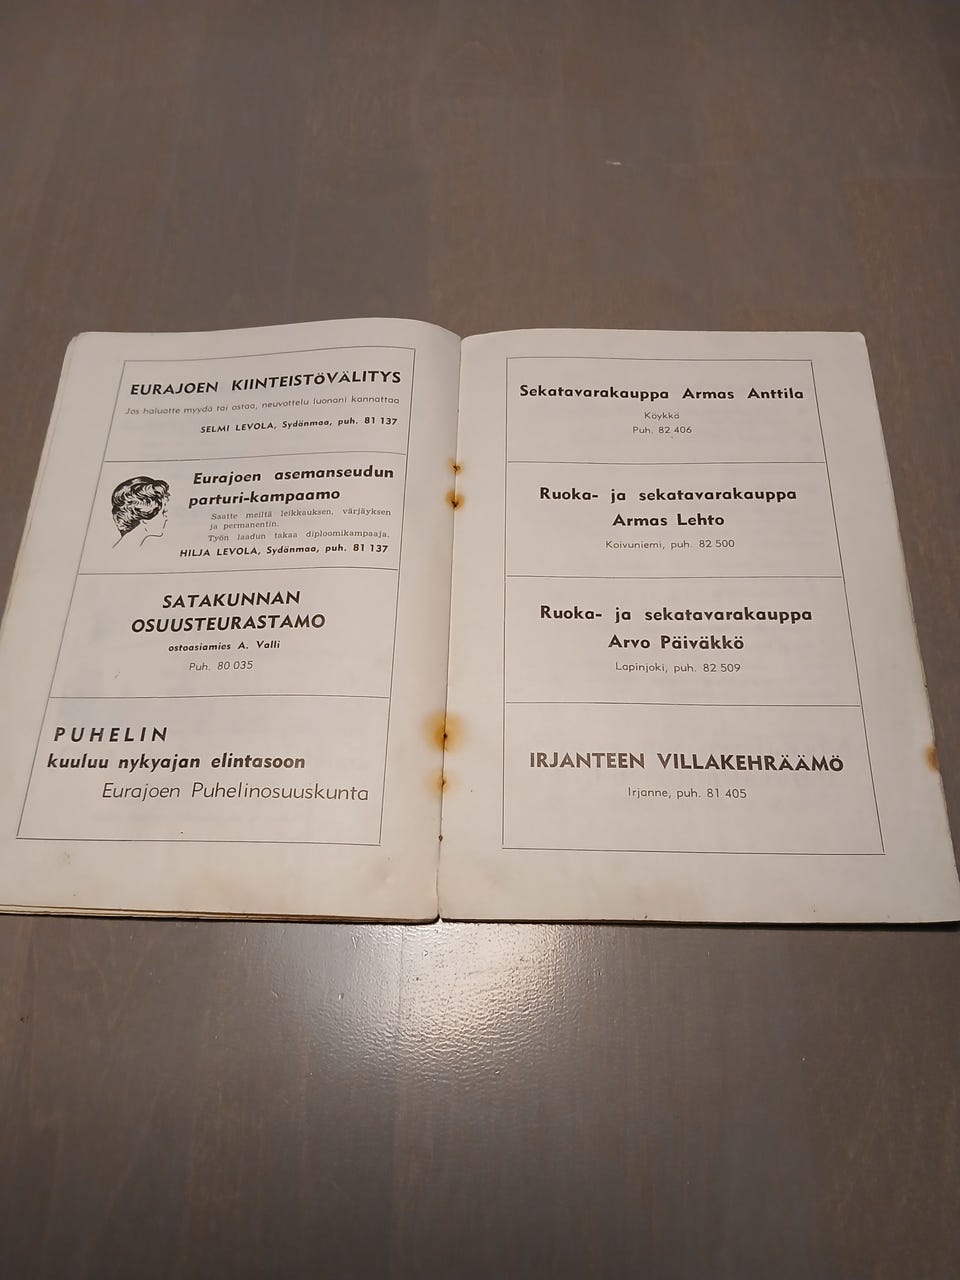 EURAJOEN KIINTEISTÖVÄLITYS
Jos haluatte myydä tai ostaa, neuvottelu luonani kannattaa
SELMI LEVOLA, Sydänmaa, puh. 81 137
Eurajoen asemanseudun
parturi-kampaamo
Saatte meiltä leikkauksen, värjäyksen
ja permanentin.
Työn laadun takaa diploomikampaaja.
HILJA LEVOLA, Sydänmaa, puh. 81 137
SATAKUNNAN
OSUUSTEURASTAMO
ostoasiamies A. Valli
Puh. 80 035
PUHELIN
kuuluu nykyajan elintasoon
Eurajoen Puhelinosuuskunta
Sekatavarakauppa Armas Anttila
Köykkä
Puh. 82 406
Ruoka- ja sekatavarakauppa
Armas Lehto
Koivuniemi, puh. 82 500
Ruoka- ja sekatavarakauppa
Arvo Päiväkkö
Lapinjoki, puh. 82 509
IRJANTEEN VILLAKEHRÄÄMÖ
Irjanne, puh. 81 405